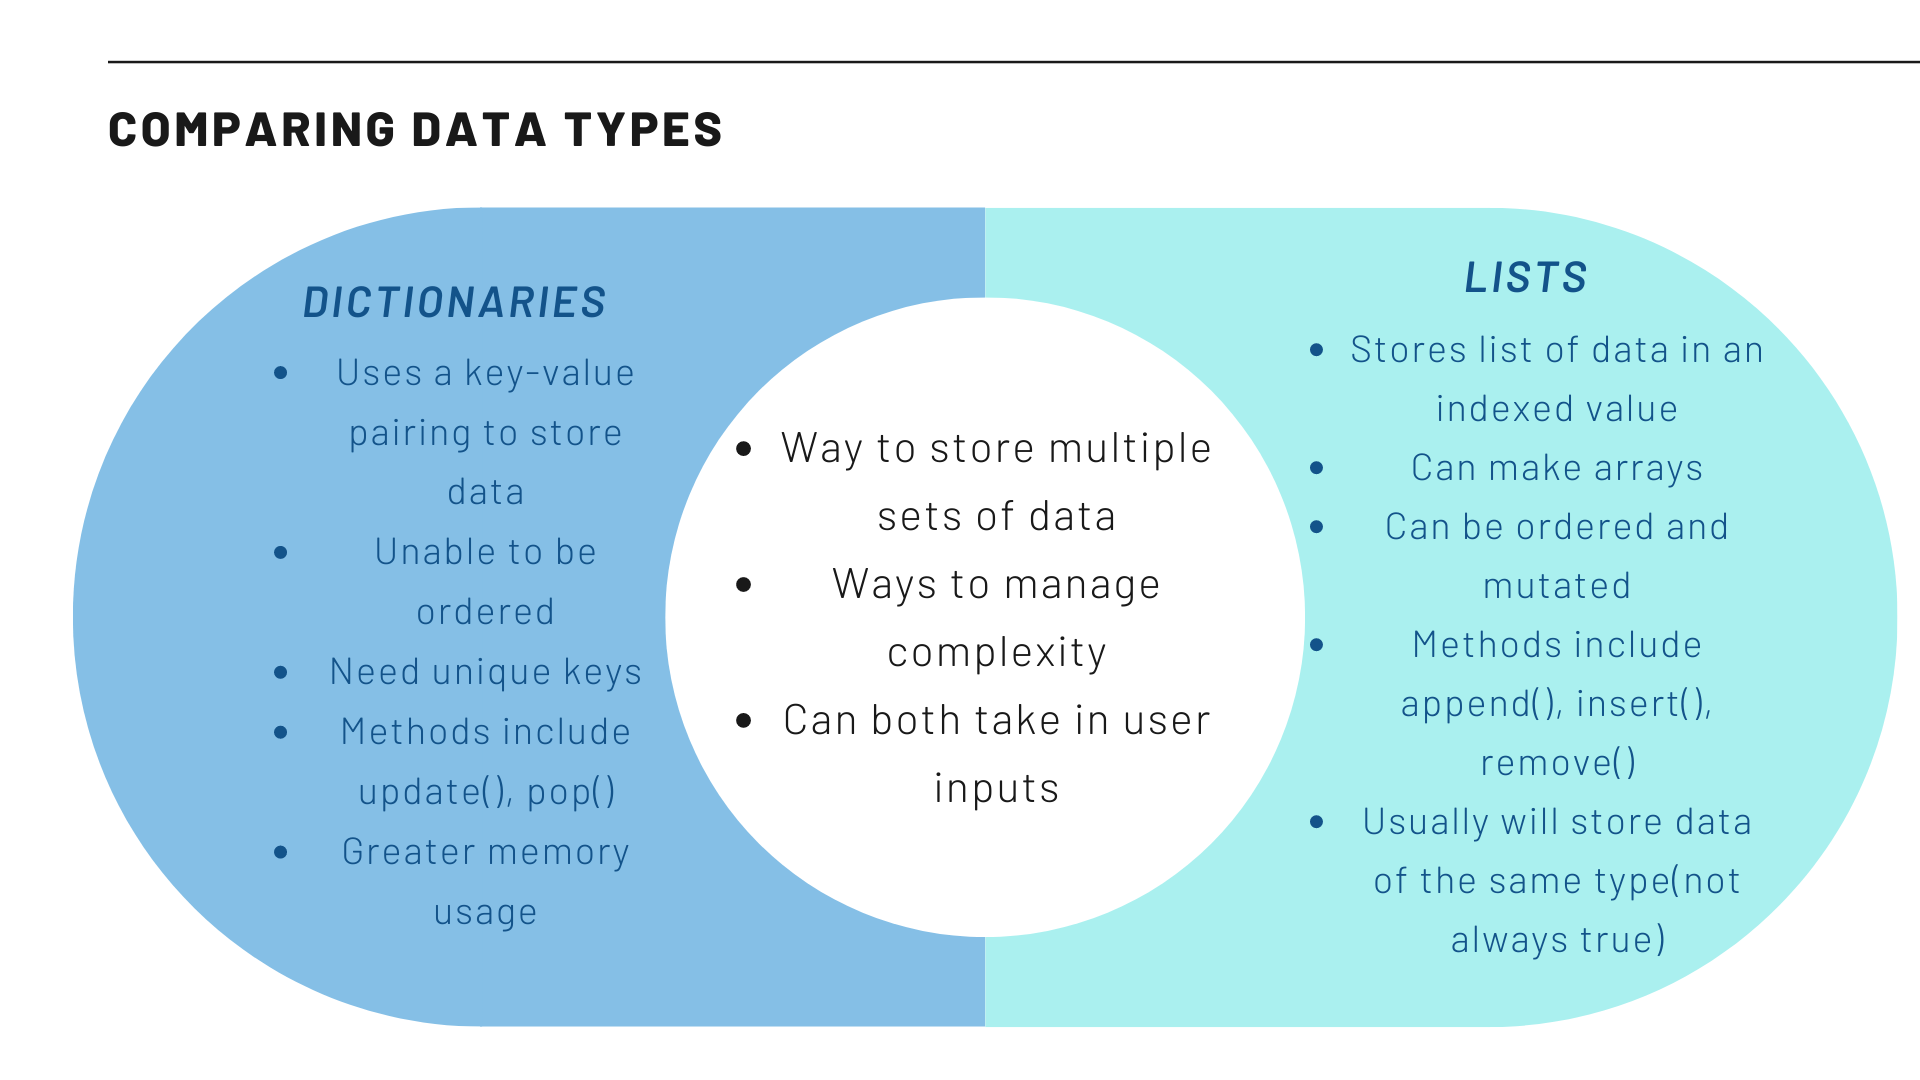 COMPARING DATA TYPES
DICTIONARIES
• Uses a key-value
pairing to store
data
• Unable to be
ordered
• Need unique keys
• Methods include
update(), pop()
• Greater memory
usage
• Way to store multiple
sets of data
• Ways to manage
complexity
• Can both take in user
inputs
LISTS
• Stores list of data in an
indexed value
• Can make arrays
• Can be ordered and
mutated
• Methods include
append(), insert(),
remove()
• Usually will store data
of the same type(not
always true)